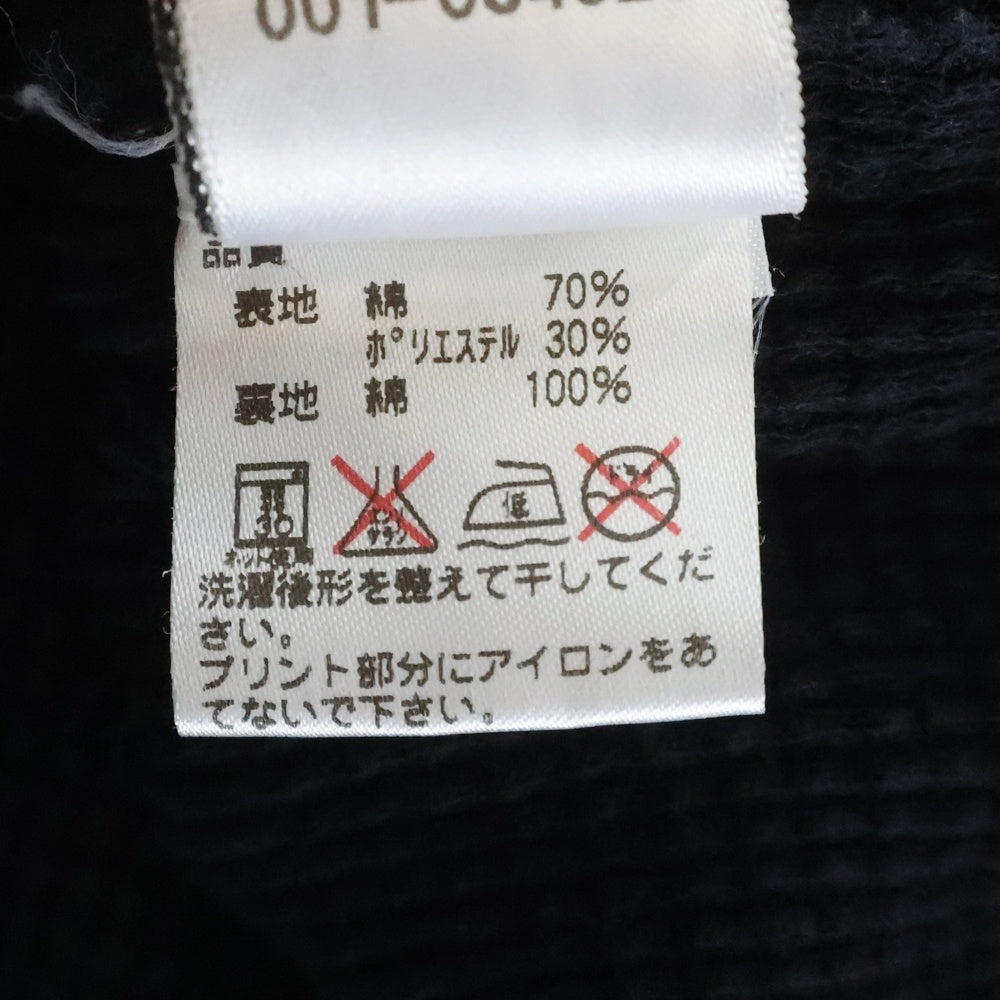 品質
表地 綿 70%
ポリエステル 30%
裏地 綿 100%
30
低
ネット使用
洗濯後形を整えて干してくだ
さい。
プリント部分にアイロンをあ
てないで下さい。